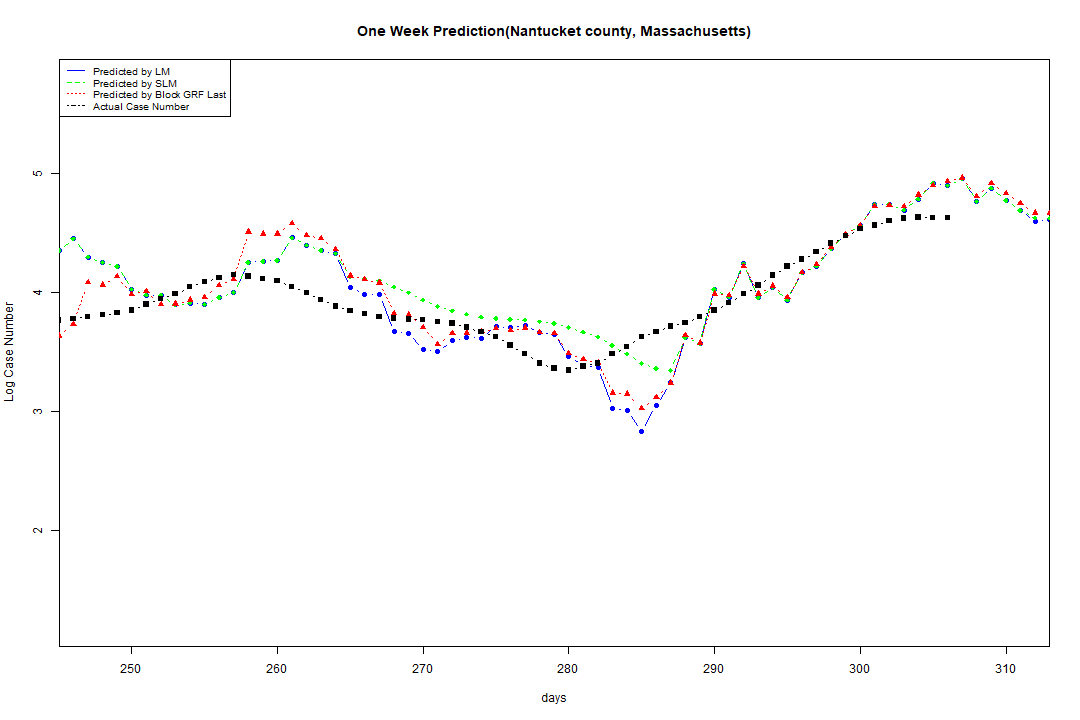 One Week Prediction(Nantucket county, Massachusetts)
Predicted by LM
Predicted by SLM
Predicted by Block GRF Last
Actual Case Number
5
4
3
2
Log Case Number
250 260 270 280 290 300 310
days